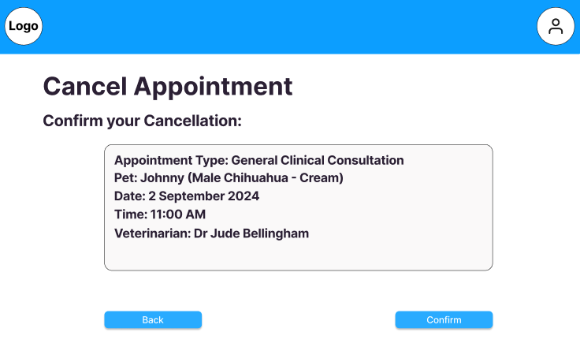 Logo
Cancel Appointment
Confirm your Cancellation:
Appointment Type: General Clinical Consultation
Pet: Johnny (Male Chihuahua - Cream)
Date: 2 September 2024
Time: 11:00 AM
Veterinarian: Dr Jude Bellingham
Back
Confirm